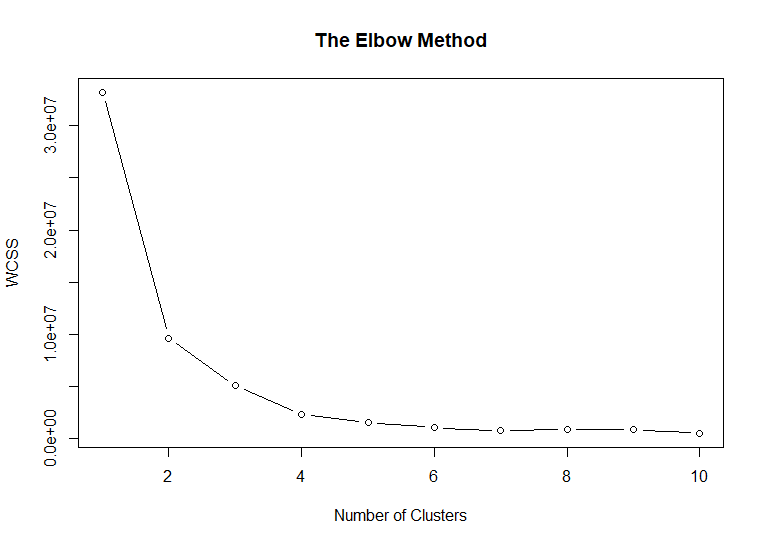 The Elbow Method
WCSS
3.0e+07
2.0e+07
1.0e+07
0.0e+00
2 4 6 8 10
Number of Clusters